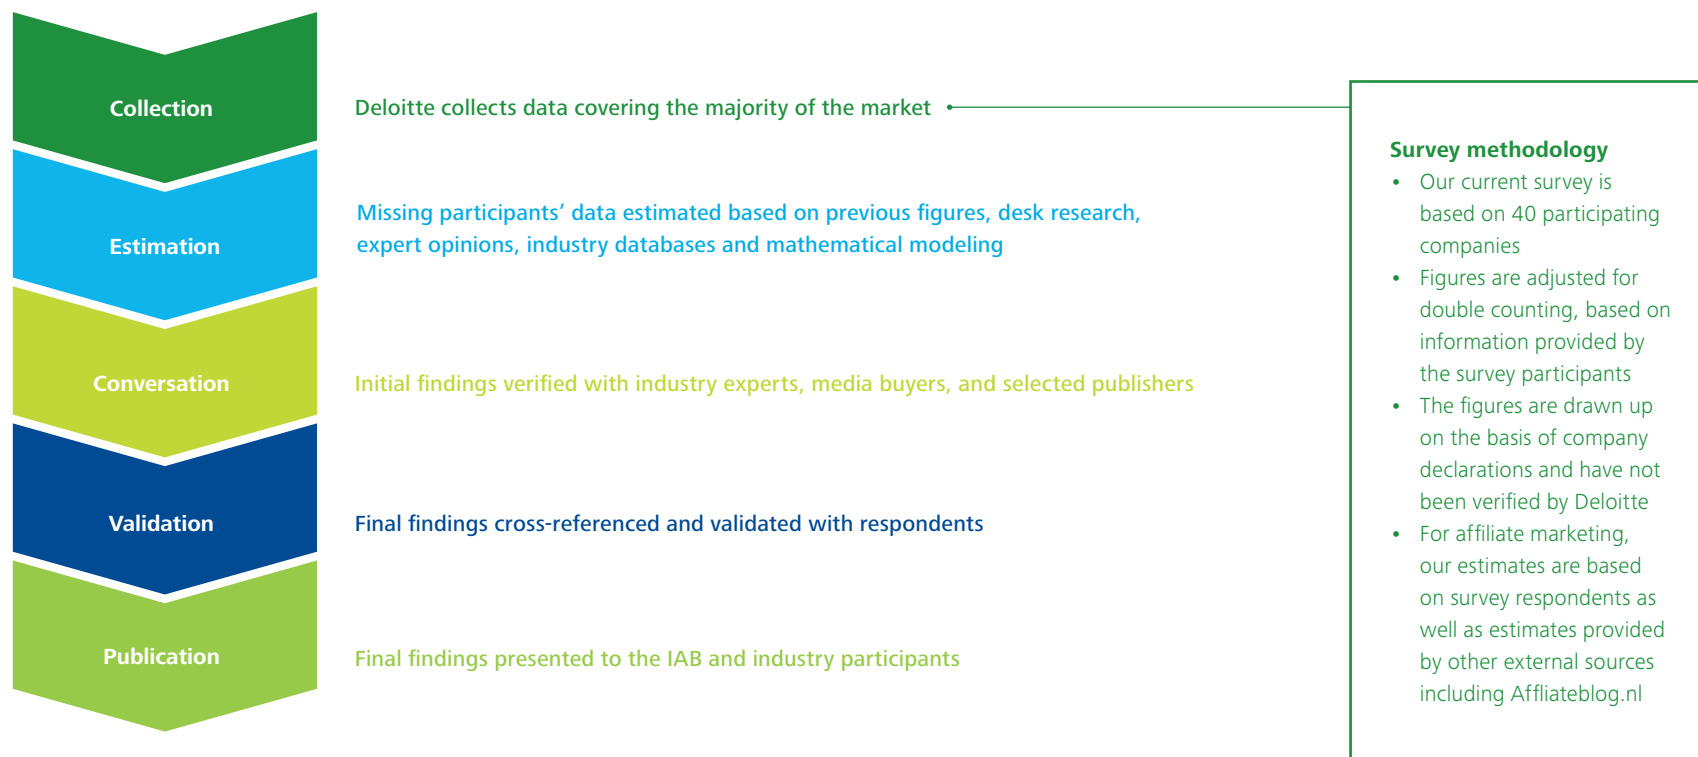 Collection
Deloitte collects data covering the majority of the market
Estimation
Missing participants’ data estimated based on previous figures, desk research,
expert opinions, industry databases and mathematical modeling
Conversation
Initial findings verified with industry experts, media buyers, and selected publishers
Validation
Final findings cross-referenced and validated with respondents
Publication
Final findings presented to the IAB and industry participants
Survey methodology
• Our current survey is
based on 40 participating
companies
• Figures are adjusted for
double counting, based on
information provided by
the survey participants
• The figures are drawn up
on the basis of company
declarations and have not
been verified by Deloitte
• For affiliate marketing,
our estimates are based
on survey respondents as
well as estimates provided
by other external sources
including Affliateblog.nl